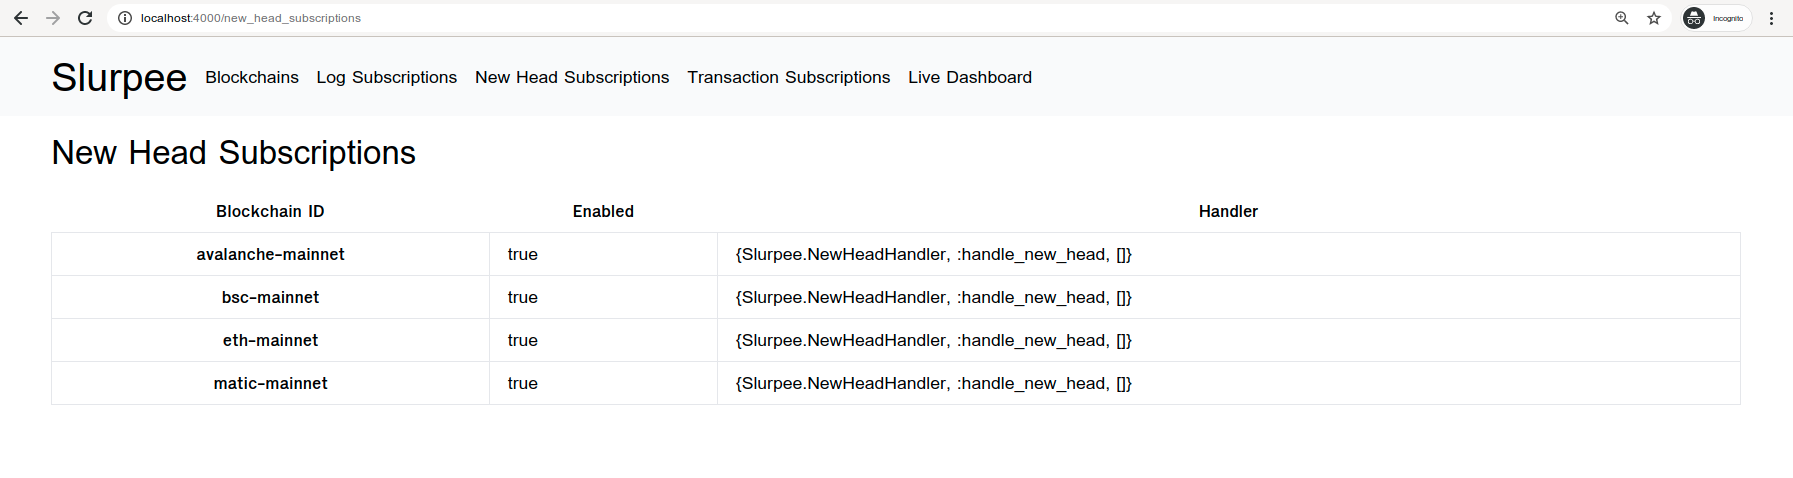 localhost:4000/new_head_subscriptions Incognito
Slurpee Blockchains Log Subscriptions New Head Subscriptions Transaction Subscriptions Live Dashboard
New Head Subscriptions
Blockchain ID Enabled Handler
avalanche-mainnet true {Slurpee.NewHeadHandler, :handle_new_head, []}
bsc-mainnet true {Slurpee.NewHeadHandler, :handle_new_head, []}
eth-mainnet true {Slurpee.NewHeadHandler, :handle_new_head, []}
matic-mainnet true {Slurpee.NewHeadHandler, :handle_new_head, []}